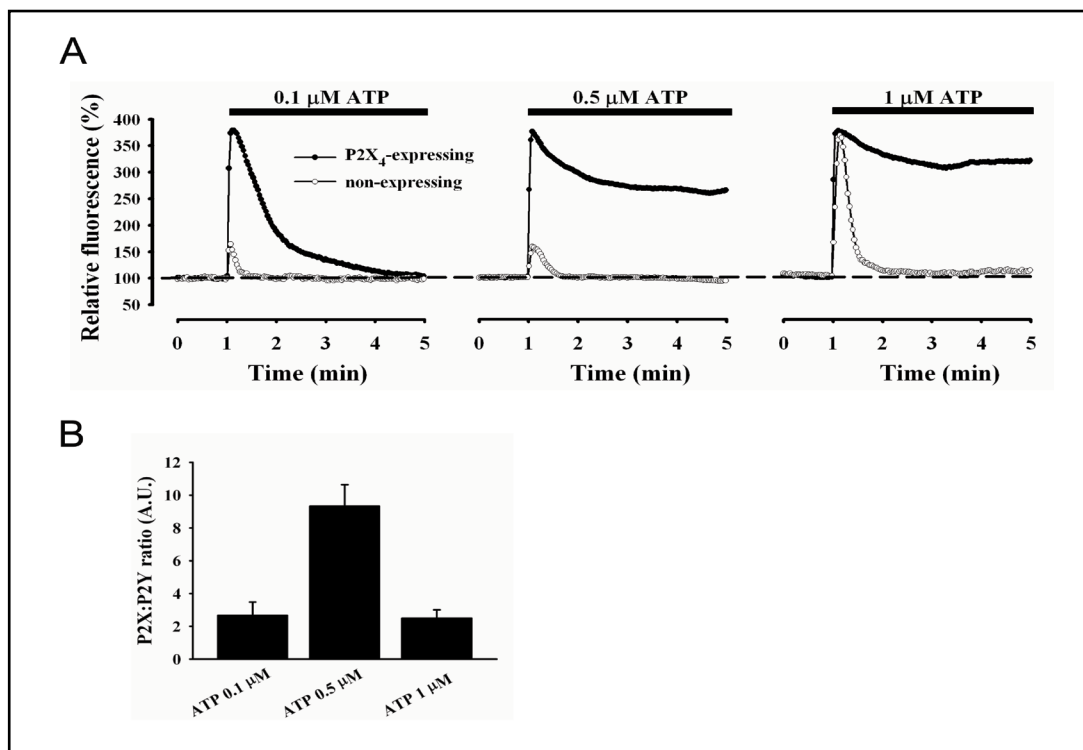 A
0.1 μM ATP
0.5 μM ATP
1 μM ATP
Relative fluorescence (%)
400
350
300
250
200
150
100
50
P2X4-expressing
non-expressing
0 1 2 3 4 5
0 1 2 3 4 5
0 1 2 3 4 5
Time (min)
Time (min)
Time (min)
B
P2X:P2Y ratio (A.U.)
12
10
8
6
4
2
0
ATP 0.1 μM
ATP 0.5 μM
ATP 1 μM